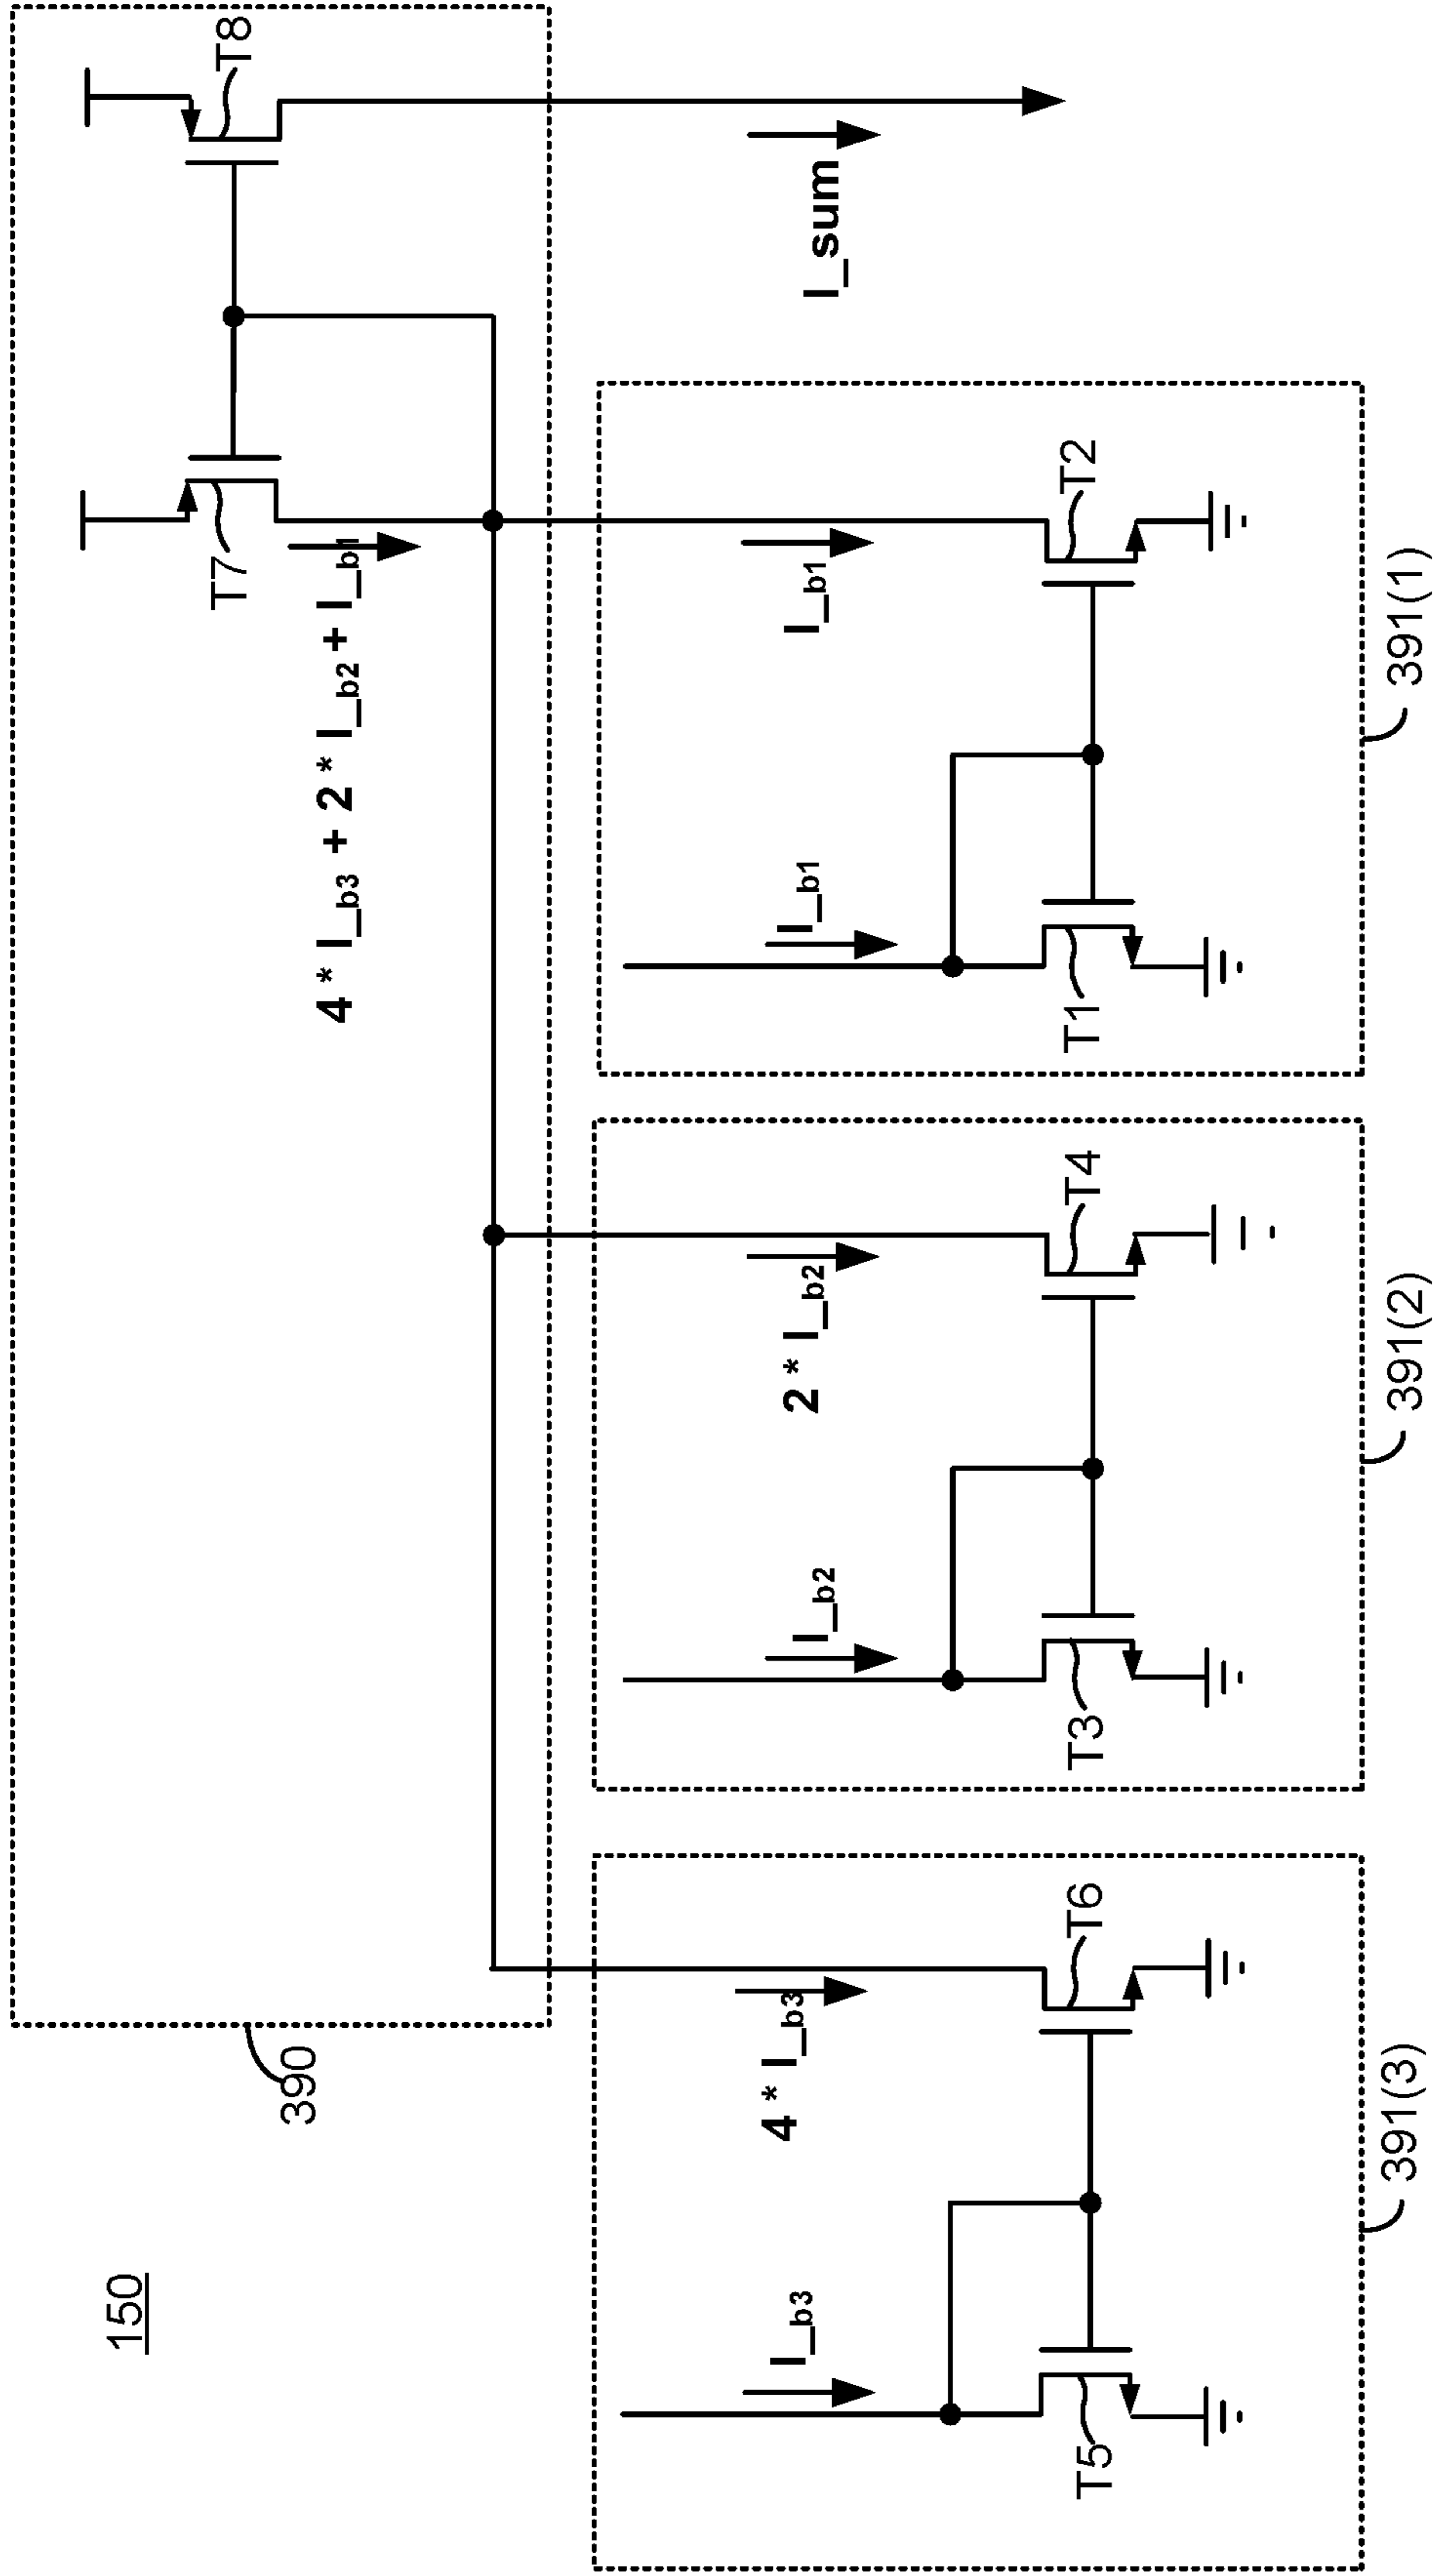 150
390
T7
T8
4 * I_b3 + 2 * I_b2 + I_b1
I_sum
I_b3
4 * I_b3
T5
T6
391(3)
I_b2
2 * I_b2
T3
T4
391(2)
I_b1
I_b1
T1
T2
391(1)